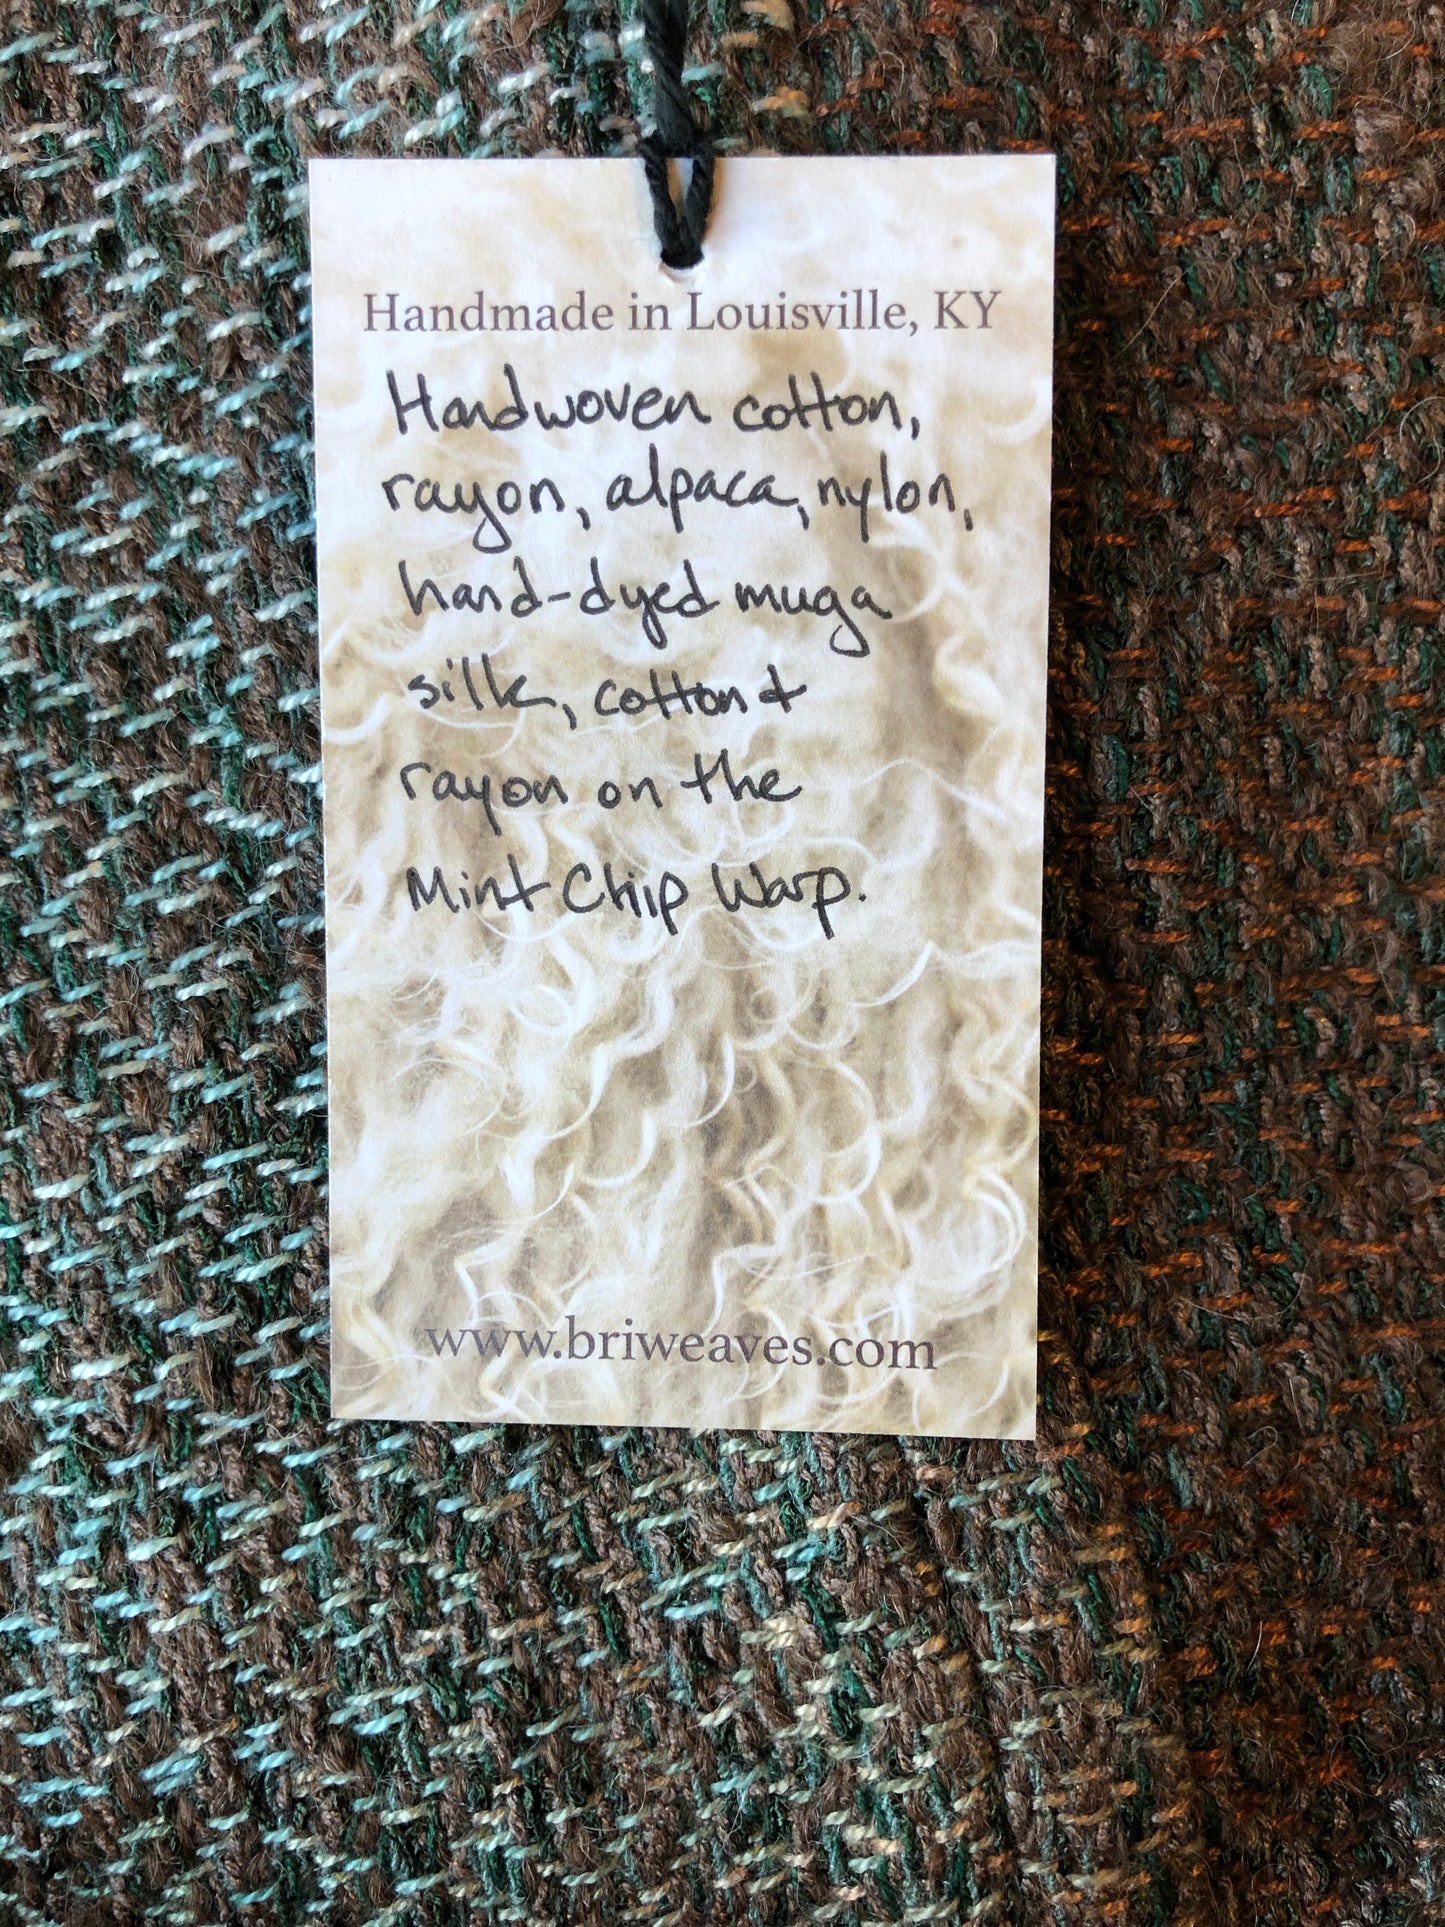 Handmade in Louisville, KY
Handwoven cotton,
rayon, alpaca, nylon,
hand-dyed muga
silk, cotton +
rayon on the
Mint Chip Warp.
www.briweaves.com